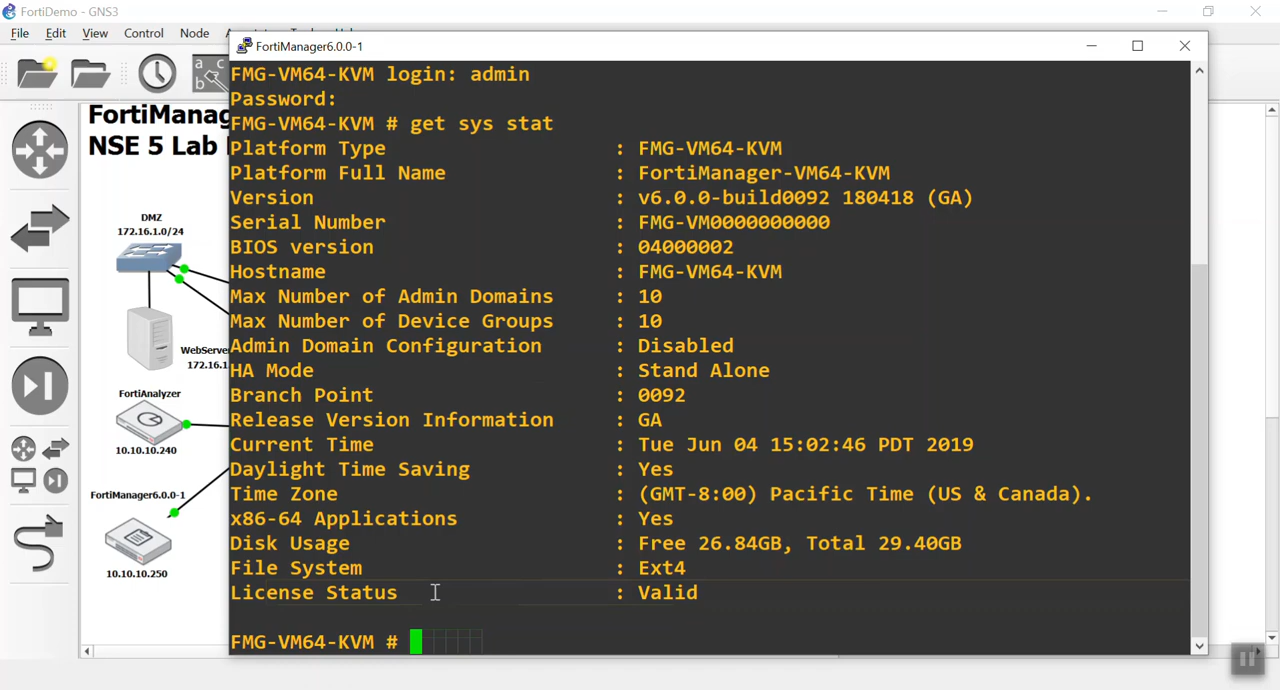 FortiDemo - GNS3
File Edit View Control Node
FortiManager6.0.0-1
FortiManag
NSE 5 Lab
DMZ
172.16.1.0/24
WebServe
172.16.1
FortiAnalyzer
10.10.10.240
FortiManager6.0.0-1
10.10.10.250
FMG-VM64-KVM login: admin
Password:
FMG-VM64-KVM # get sys stat
Platform Type : FMG-VM64-KVM
Platform Full Name : FortiManager-VM64-KVM
Version : v6.0.0-build0092 180418 (GA)
Serial Number : FMG-VM0000000000
BIOS version : 04000002
Hostname : FMG-VM64-KVM
Max Number of Admin Domains : 10
Max Number of Device Groups : 10
Admin Domain Configuration : Disabled
HA Mode : Stand Alone
Branch Point : 0092
Release Version Information : GA
Current Time : Tue Jun 04 15:02:46 PDT 2019
Daylight Time Saving : Yes
Time Zone : (GMT-8:00) Pacific Time (US & Canada).
x86-64 Applications : Yes
Disk Usage : Free 26.84GB, Total 29.40GB
File System : Ext4
License Status : Valid
FMG-VM64-KVM #